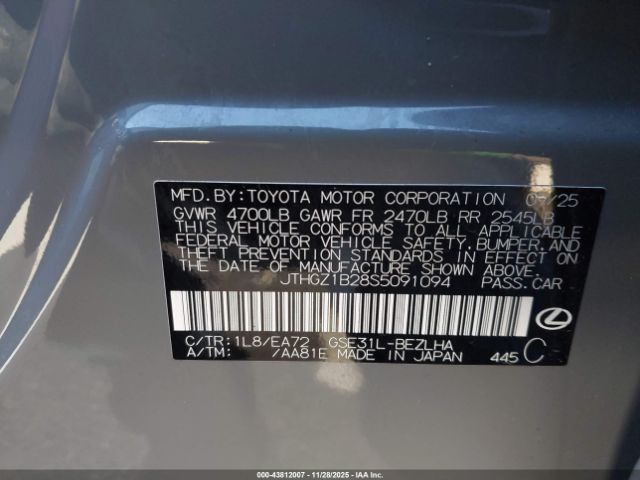 MFD.BY:TOYOTA MOTOR CORPORATION 07/25
GVWR 4700LB GAWR FR 2470LB RR 2545LB
THIS VEHICLE CONFORMS TO ALL APPLICABLE
FEDERAL MOTOR VEHICLE SAFETY,BUMPER,AND
THEFT PREVENTION STANDARDS IN EFFECT ON
THE DATE OF MANUFACTURE SHOWN ABOVE.
JTHGZ1B28S5091094 PASS.CAR
C/TR:1L8/EA72 GSE31L-BEZLHA
A/TM: /AA81E MADE IN JAPAN 445 C
000-43812007 | 11/28/2025 | IAA, Inc.